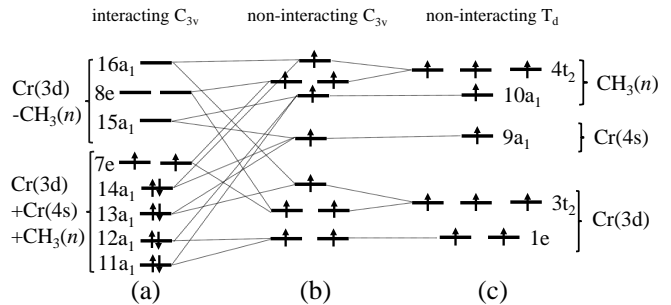 interacting C3v non-interacting C3v non-interacting Td
16a1
8e
15a1
Cr(3d)
-CH3(n)
7e
14a1
13a1
12a1
11a1
Cr(3d)
+Cr(4s)
+CH3(n)
4t2
10a1
CH3(n)
9a1
Cr(4s)
3t2
1e
Cr(3d)
(a) (b) (c)